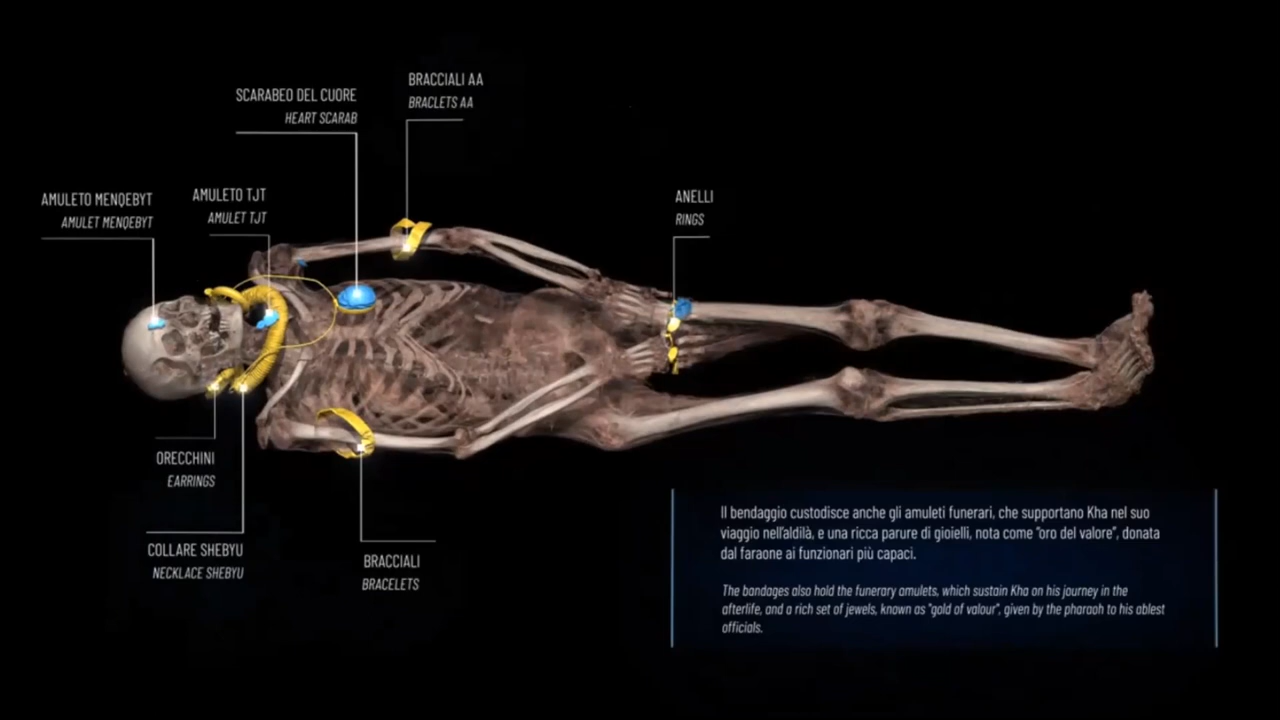 BRACCIALI AA
BRACLETS AA
SCARABEO DEL CUORE
HEART SCARAB
AMULETO MENQEBYT
AMULET MENQEBYT
AMULETO TJT
AMULET TJT
ANELLI
RINGS
ORECCHINI
EARRINGS
COLLARE SHEBYU
NECKLACE SHEBYU
BRACCIALI
BRACELETS
Il bendaggio custodisce anche gli amuleti funerari, che supportano Kha nel suo
viaggio nell'aldilà, e una ricca parure di gioielli, nota come "oro del valore", donata
dal faraone ai funzionari più capaci.
The bandages also hold the funerary amulets, which sustain Kha on his journey in the
afterlife, and a rich set of jewels, known as "gold of valour", given by the pharaoh to his ablest
officials.